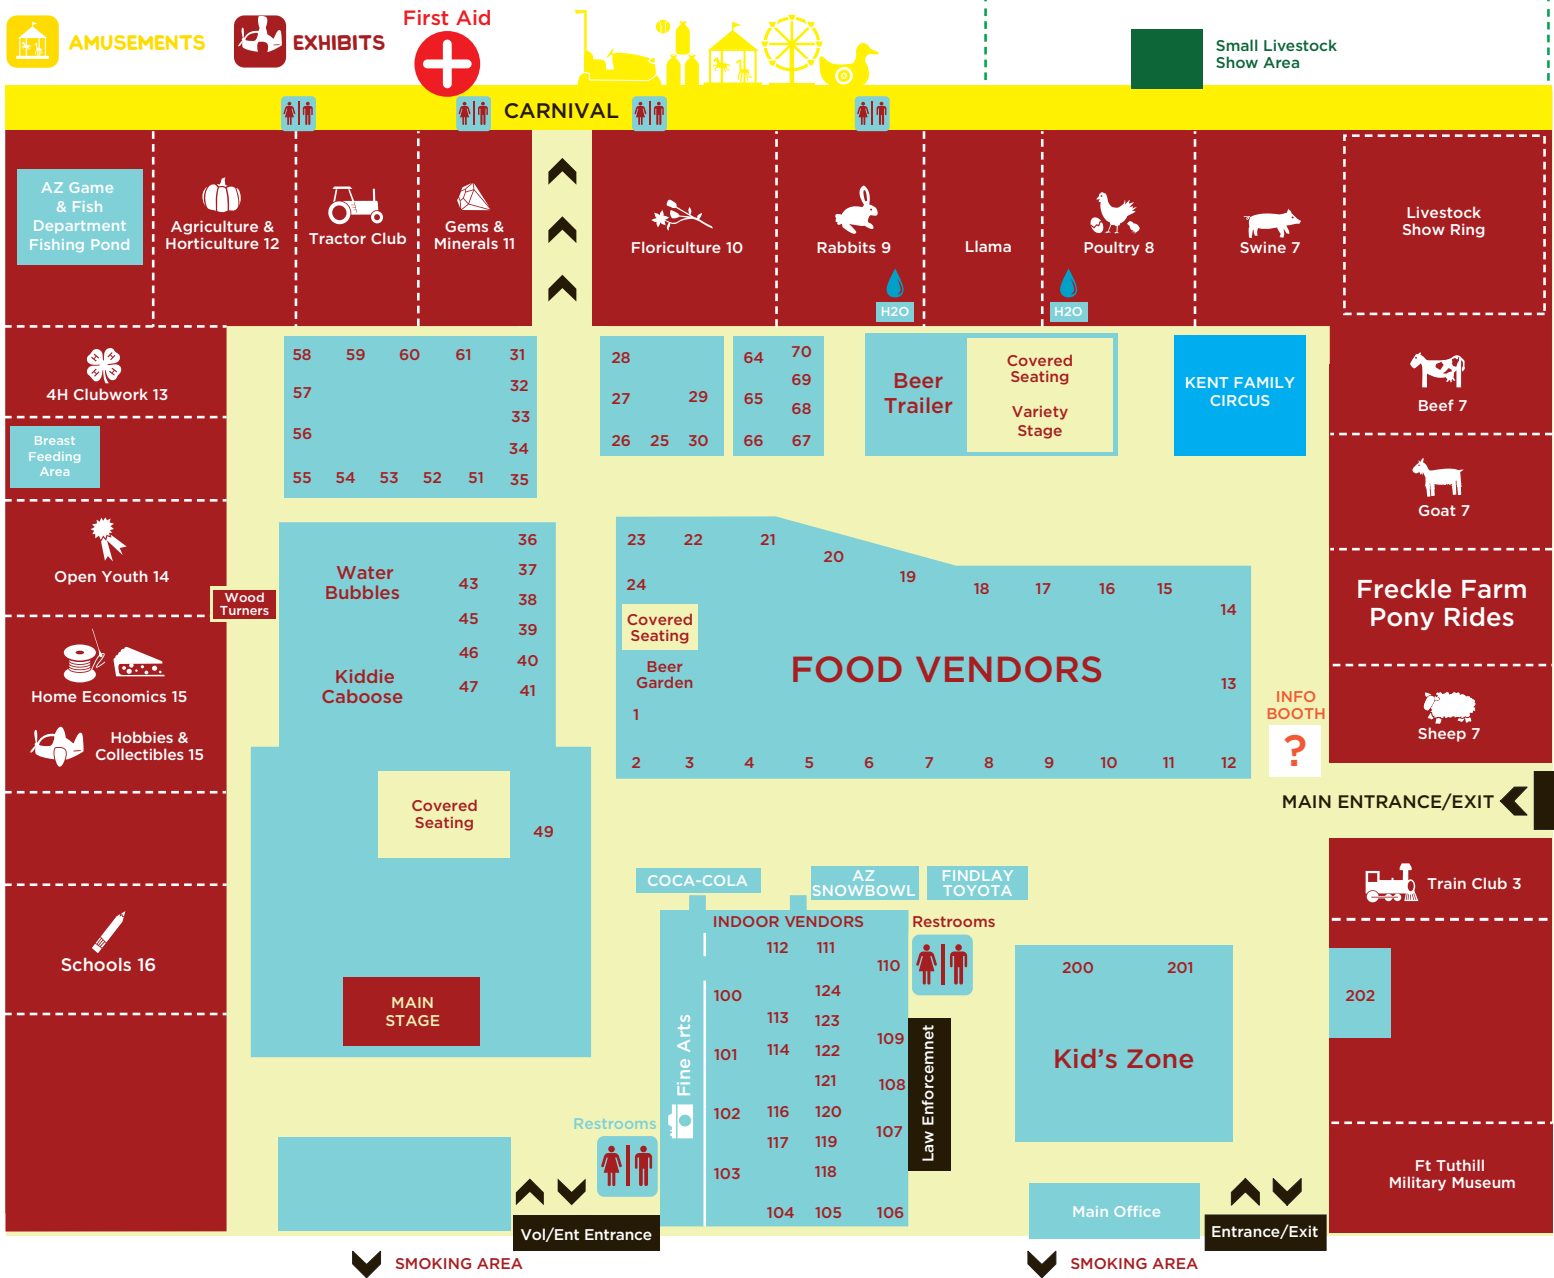 AMUSEMENTS
EXHIBITS
First Aid
Small Livestock
Show Area
CARNIVAL
AZ Game
& Fish
Department
Fishing Pond
Agriculture &
Horticulture 12
Tractor Club
Gems &
Minerals 11
Floriculture 10
Rabbits 9
H2O
Llama
Poultry 8
H2O
Swine 7
Livestock
Show Ring
4H Clubwork 13
Breast
Feeding
Area
Open Youth 14
Wood
Turners
Home Economics 15
Hobbies &
Collectibles 15
Schools 16
58 59 60 61 31
57 32
33
56 34
55 54 53 52 51 35
28
27 29
26 25 30
64 70
69
65 68
66 67
Beer
Trailer
Covered
Seating
Variety
Stage
KENT FAMILY
CIRCUS
Beef 7
Goat 7
Freckle Farm
Pony Rides
Sheep 7
Water
Bubbles
Kiddie
Caboose
36
37
43
38
45
39
46
40
47
41
Covered
Seating
49
MAIN
STAGE
23 22 21 20 19 18 17 16 15 14
24
Covered
Seating
Beer
Garden
FOOD VENDORS
13
1
2 3 4 5 6 7 8 9 10 11 12
INFO
BOOTH
?
MAIN ENTRANCE/EXIT
COCA-COLA
AZ
SNOWBOWL
FINDLAY
TOYOTA
INDOOR VENDORS
Restrooms
112 111
110
100 124
113 123
109
101 114 122
121
108
102 116 120
107
117 119
103 118
104 105 106
Fine Arts
Law Enforcemnet
Restrooms
200 201
Kid's Zone
Train Club 3
202
Ft Tuthill
Military Museum
Main Office
Vol/Ent Entrance
Entrance/Exit
SMOKING AREA
SMOKING AREA